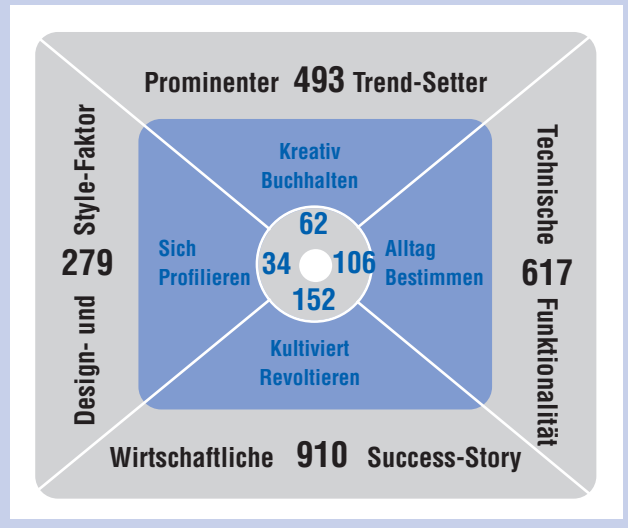 Prominenter 493 Trend-Setter
Design- und 279 Style-Faktor
Kreativ
Buchhalten
62
Sich
Profilieren
34
106
Alltag
Bestimmen
152
Kultiviert
Revoltieren
Technische 617 Funktionalität
Wirtschaftliche 910 Success-Story